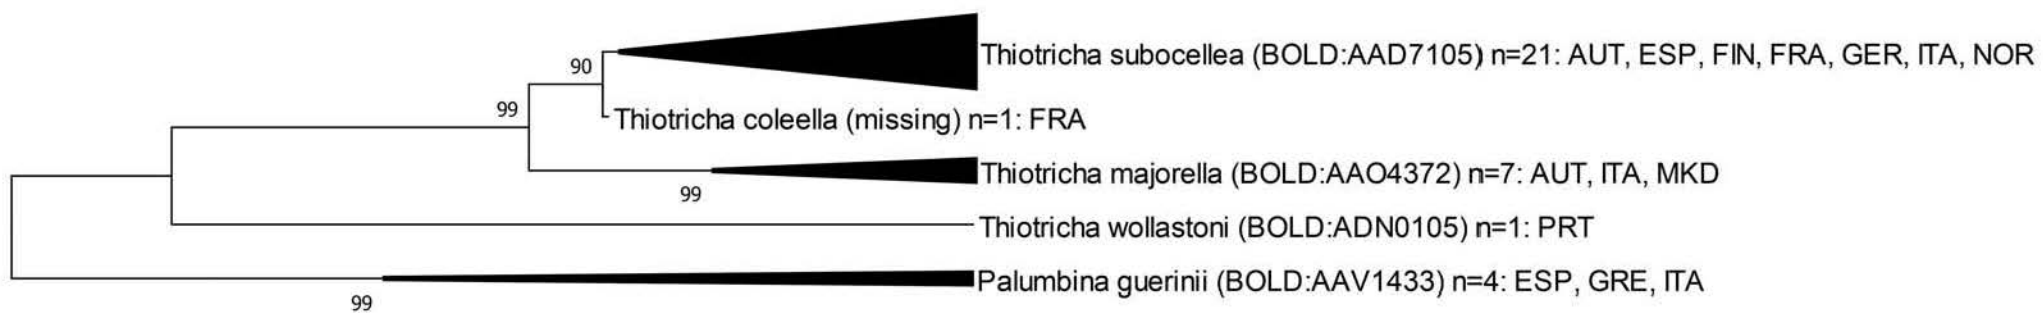 Thiotricha subocellea (BOLD:AAD7105) n=21: AUT, ESP, FIN, FRA, GER, ITA, NOR
90
99
Thiotricha coleella (missing) n=1: FRA
Thiotricha majorella (BOLD:AAO4372) n=7: AUT, ITA, MKD
99
Thiotricha wollastoni (BOLD:ADN0105) n=1: PRT
Palumbina guerinii (BOLD:AAV1433) n=4: ESP, GRE, ITA
99